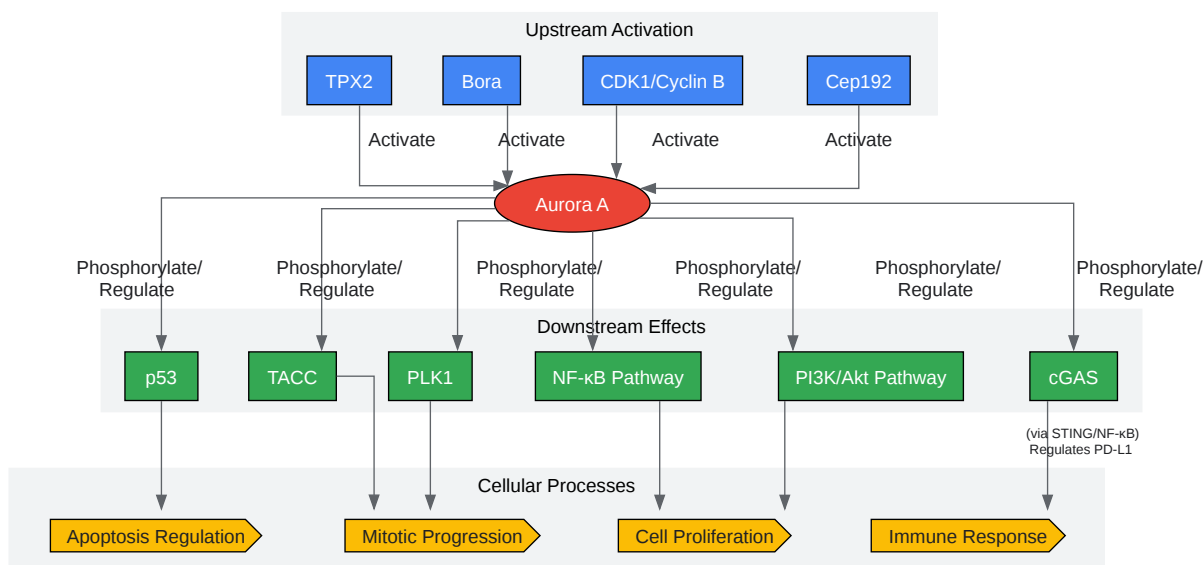 Upstream Activation
TPX2
Bora
CDK1/Cyclin B
Cep192
Activate
Activate
Activate
Activate
Aurora A
Phosphorylate/
Regulate
Phosphorylate/
Regulate
Phosphorylate/
Regulate
Phosphorylate/
Regulate
Phosphorylate/
Regulate
Phosphorylate/
Regulate
Downstream Effects
p53
TACC
PLK1
NF-κB Pathway
PI3K/Akt Pathway
cGAS
(via STING/NF-κB)
Regulates PD-L1
Cellular Processes
Apoptosis Regulation
Mitotic Progression
Cell Proliferation
Immune Response